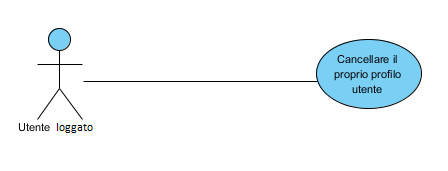 Cancellare il
proprio profilo
utente
Utente loggato